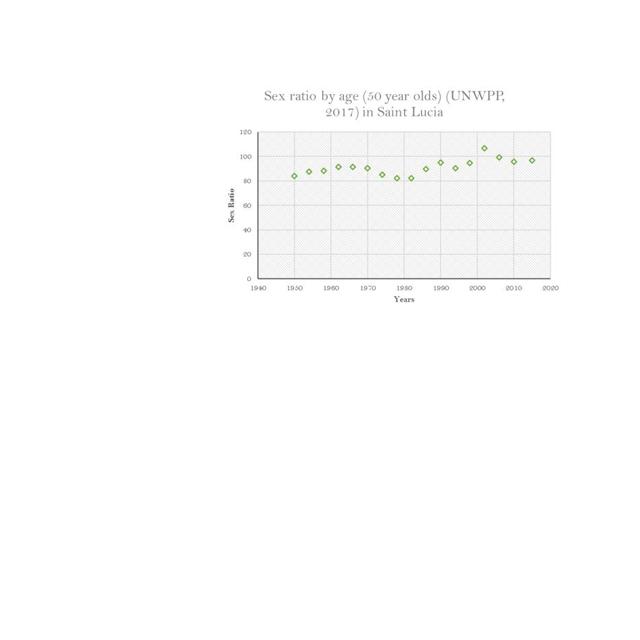 Sex ratio by age (50 year olds) (UNWPP,
2017) in Saint Lucia
120
100
80
60
40
20
0
Sex Ratio
1940 1950 1960 1970 1980 1990 2000 2010 2020
Years